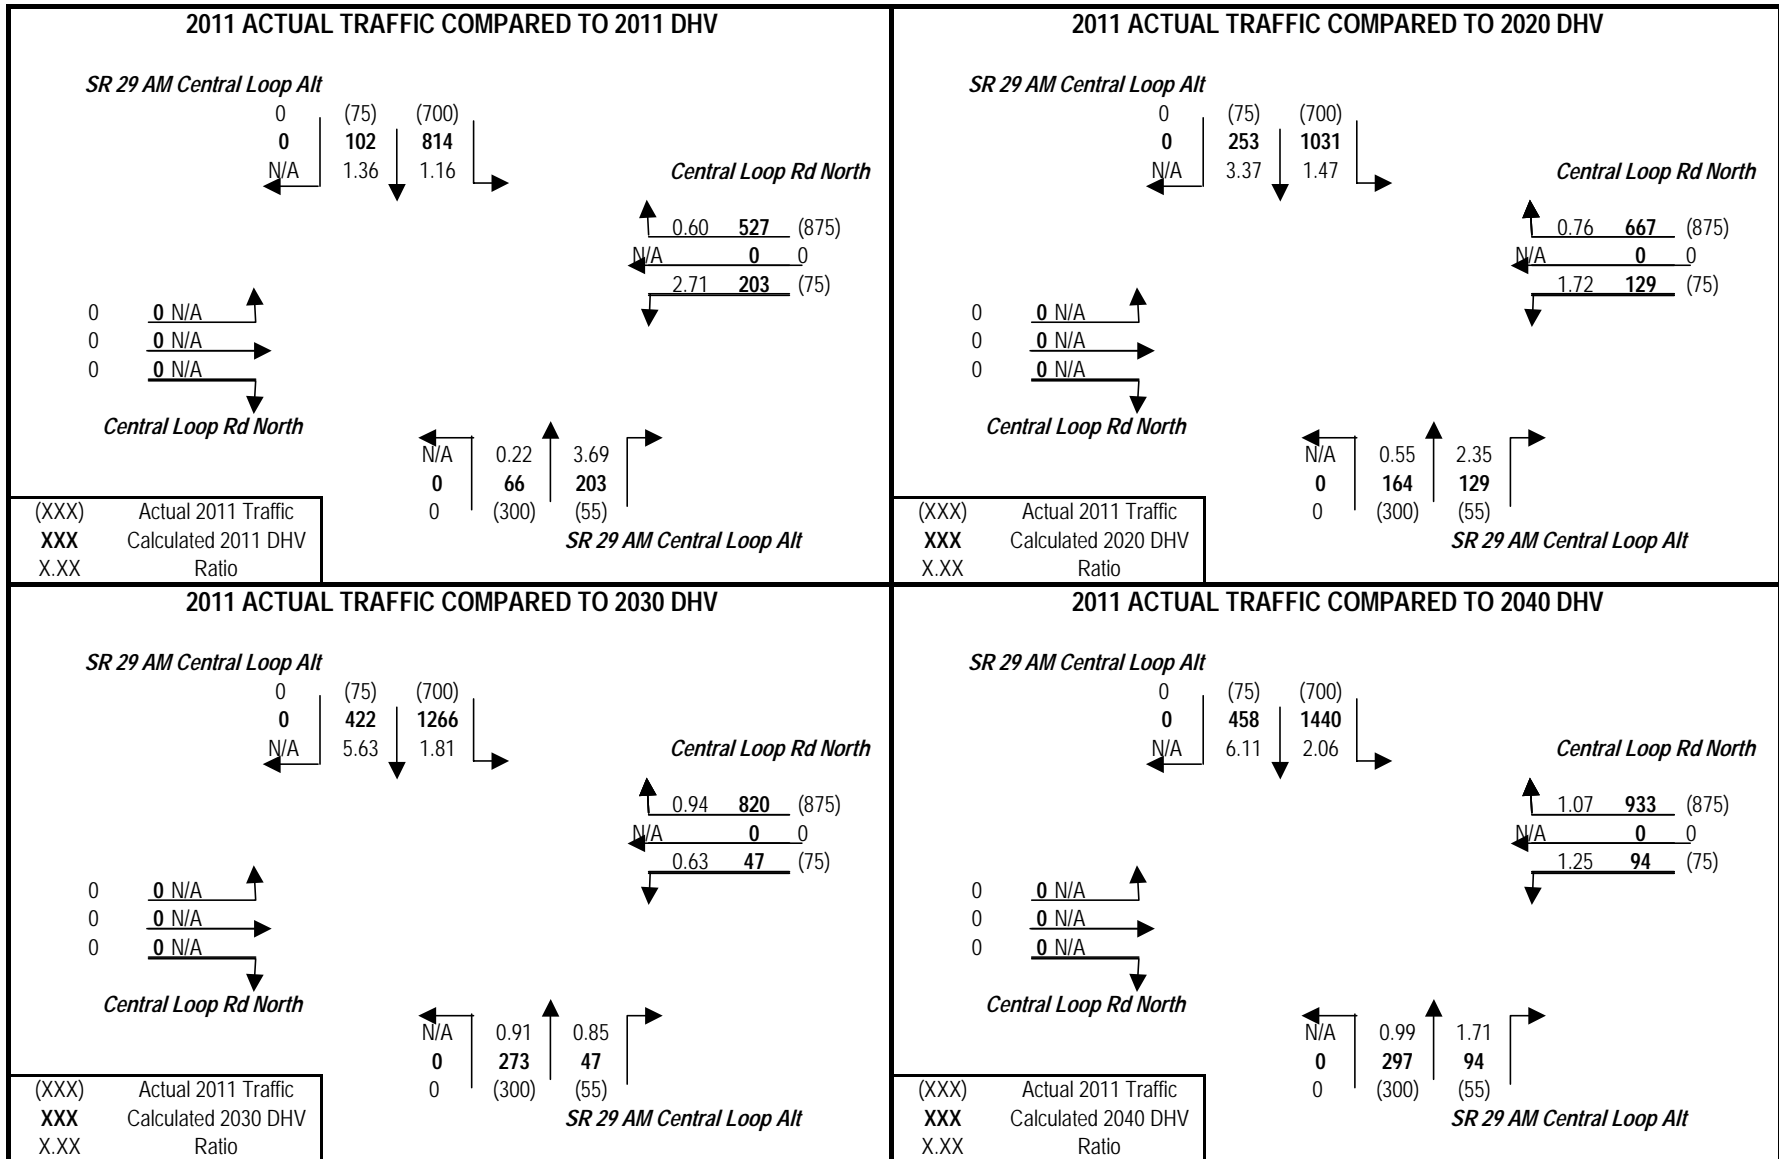 2011 ACTUAL TRAFFIC COMPARED TO 2011 DHV
SR 29 AM Central Loop Alt
0 (75) (700)
0 102 814
N/A 1.36 1.16
Central Loop Rd North
0.60 527 (875)
N/A 0 0
2.71 203 (75)
0 0 N/A
0 0 N/A
0 0 N/A
Central Loop Rd North
N/A 0.22 3.69
0 66 203
0 (300) (55)
SR 29 AM Central Loop Alt
(XXX) Actual 2011 Traffic
XXX Calculated 2011 DHV
X.XX Ratio
2011 ACTUAL TRAFFIC COMPARED TO 2020 DHV
SR 29 AM Central Loop Alt
0 (75) (700)
0 253 1031
N/A 3.37 1.47
Central Loop Rd North
0.76 667 (875)
N/A 0 0
1.72 129 (75)
0 0 N/A
0 0 N/A
0 0 N/A
Central Loop Rd North
N/A 0.55 2.35
0 164 129
0 (300) (55)
SR 29 AM Central Loop Alt
(XXX) Actual 2011 Traffic
XXX Calculated 2020 DHV
X.XX Ratio
2011 ACTUAL TRAFFIC COMPARED TO 2030 DHV
SR 29 AM Central Loop Alt
0 (75) (700)
0 422 1266
N/A 5.63 1.81
Central Loop Rd North
0.94 820 (875)
N/A 0 0
0.63 47 (75)
0 0 N/A
0 0 N/A
0 0 N/A
Central Loop Rd North
N/A 0.91 0.85
0 273 47
0 (300) (55)
SR 29 AM Central Loop Alt
(XXX) Actual 2011 Traffic
XXX Calculated 2030 DHV
X.XX Ratio
2011 ACTUAL TRAFFIC COMPARED TO 2040 DHV
SR 29 AM Central Loop Alt
0 (75) (700)
0 458 1440
N/A 6.11 2.06
Central Loop Rd North
1.07 933 (875)
N/A 0 0
1.25 94 (75)
0 0 N/A
0 0 N/A
0 0 N/A
Central Loop Rd North
N/A 0.99 1.71
0 297 94
0 (300) (55)
SR 29 AM Central Loop Alt
(XXX) Actual 2011 Traffic
XXX Calculated 2040 DHV
X.XX Ratio